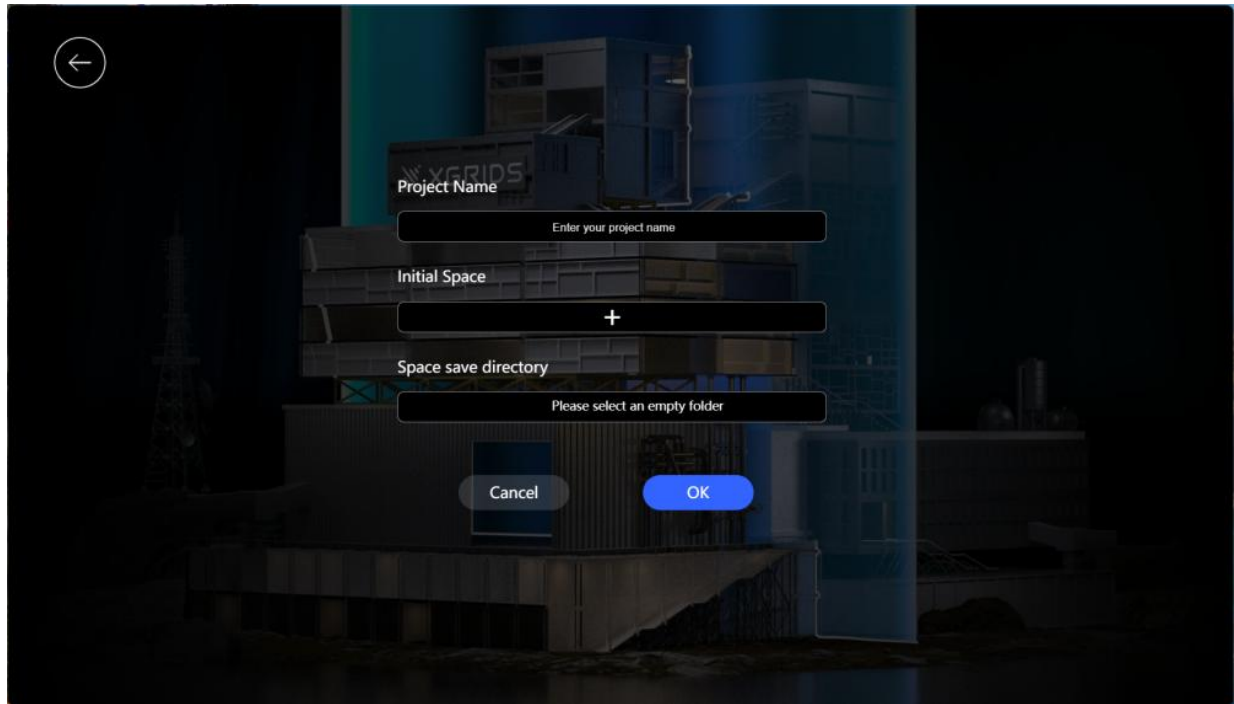 XGRIDS
Project Name
Enter your project name
Initial Space
+
Space save directory
Please select an empty folder
Cancel
OK